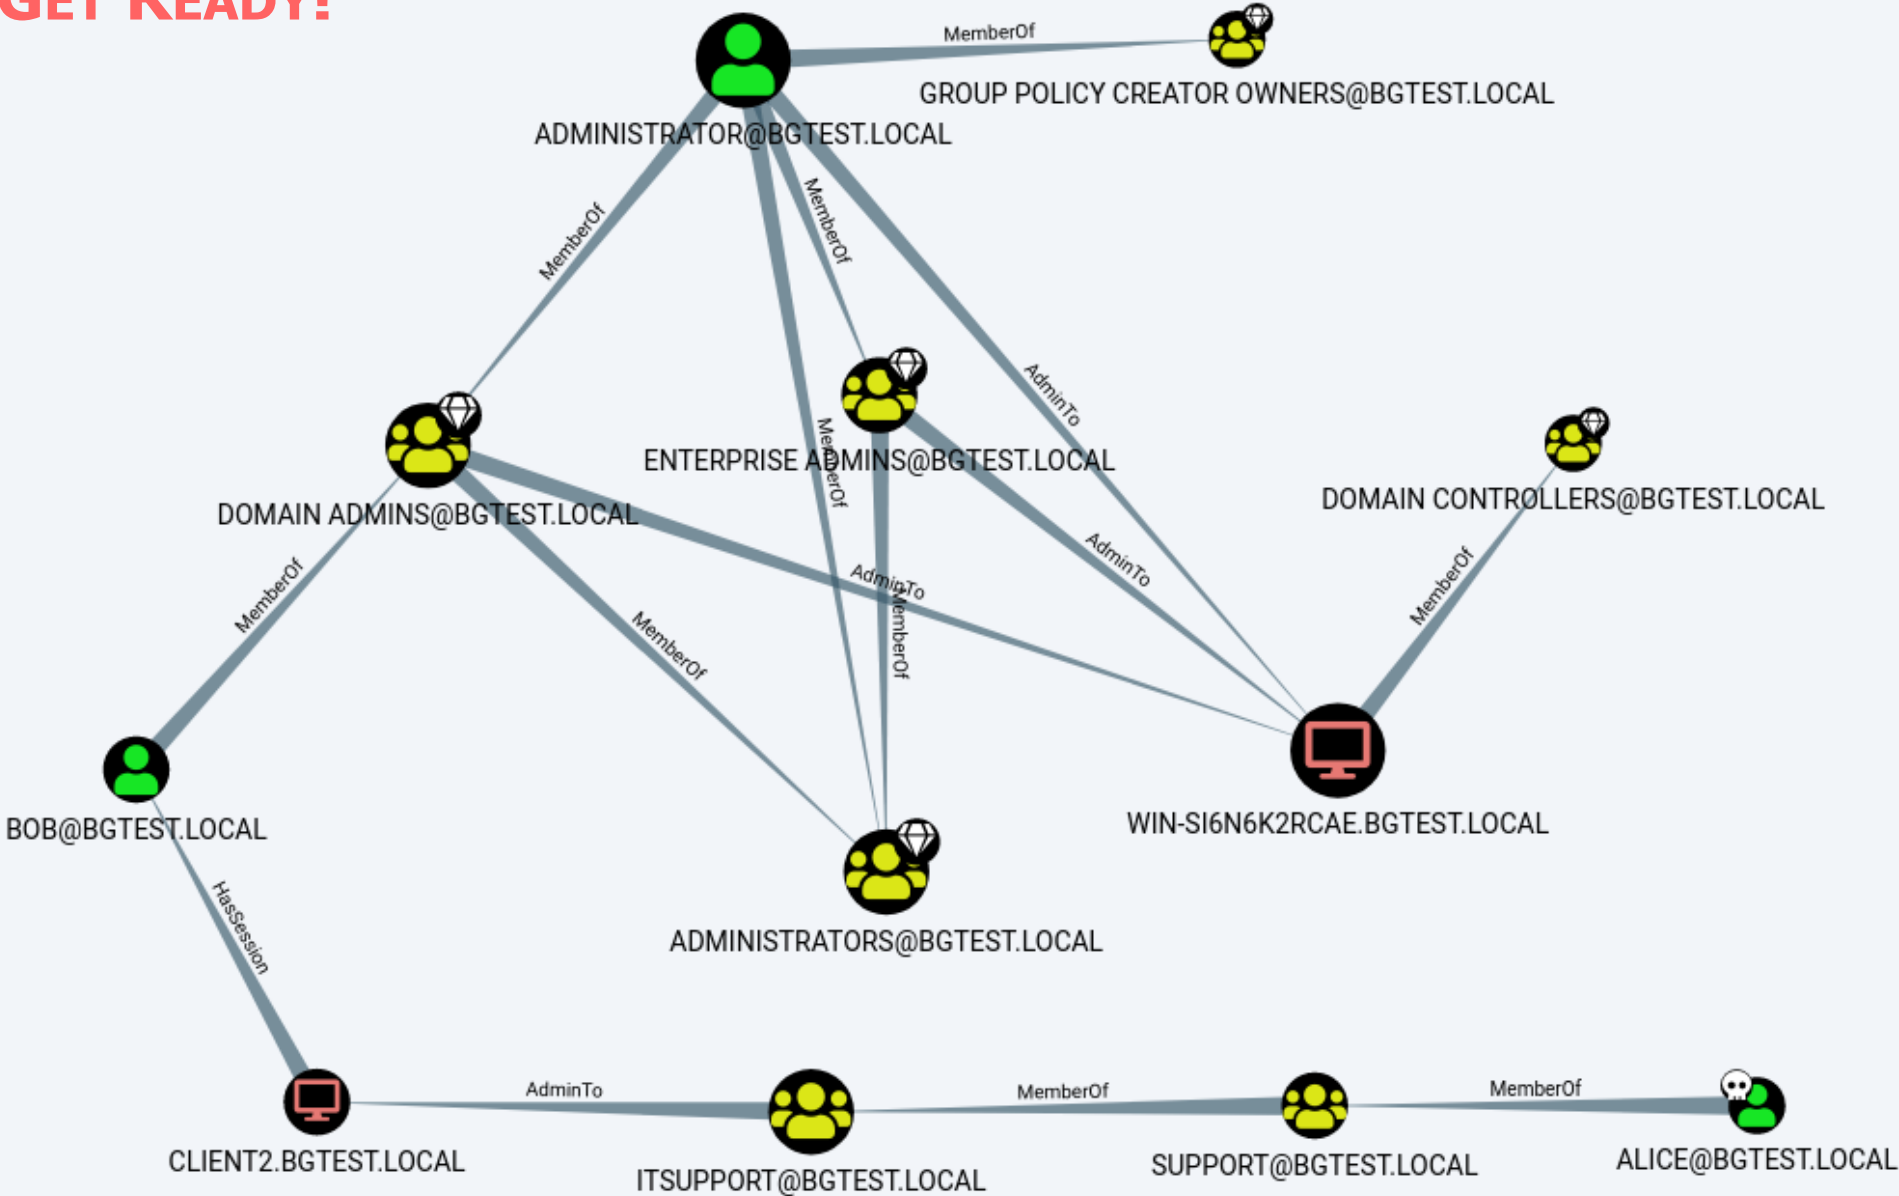 GET READY!
MemberOf
GROUP POLICY CREATOR OWNERS@BGTEST.LOCAL
ADMINISTRATOR@BGTEST.LOCAL
MemberOf
MemberOf
AdminTo
MemberOf
ENTERPRISE ADMINS@BGTEST.LOCAL
DOMAIN CONTROLLERS@BGTEST.LOCAL
DOMAIN ADMINS@BGTEST.LOCAL
AdminTo
MemberOf
AdminTo
MemberOf
MemberOf
MemberOf
BOB@BGTEST.LOCAL
WIN-SI6N6K2RCAE.BGTEST.LOCAL
HasSession
ADMINISTRATORS@BGTEST.LOCAL
AdminTo
MemberOf
MemberOf
CLIENT2.BGTEST.LOCAL
ITSUPPORT@BGTEST.LOCAL
SUPPORT@BGTEST.LOCAL
ALICE@BGTEST.LOCAL